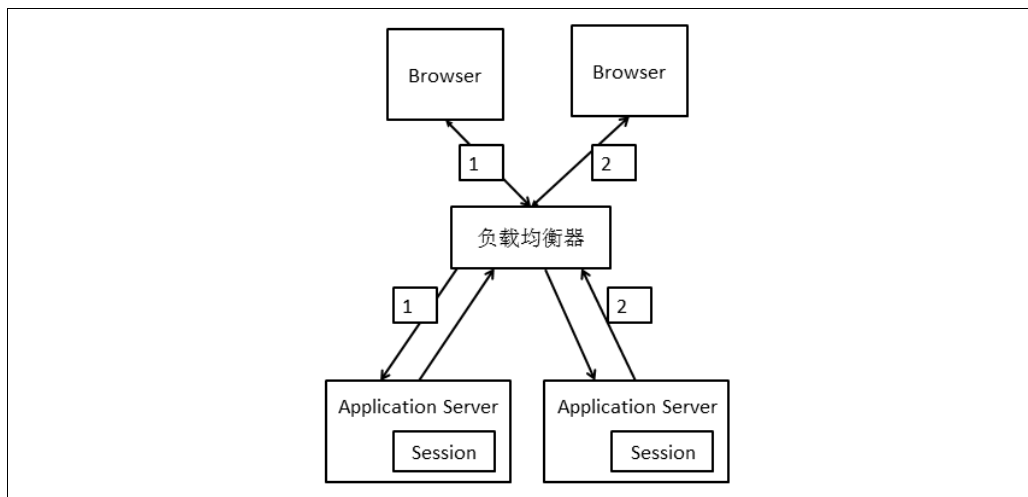 Browser
Browser
1
2
负载均衡器
1
2
Application Server
Session
Application Server
Session